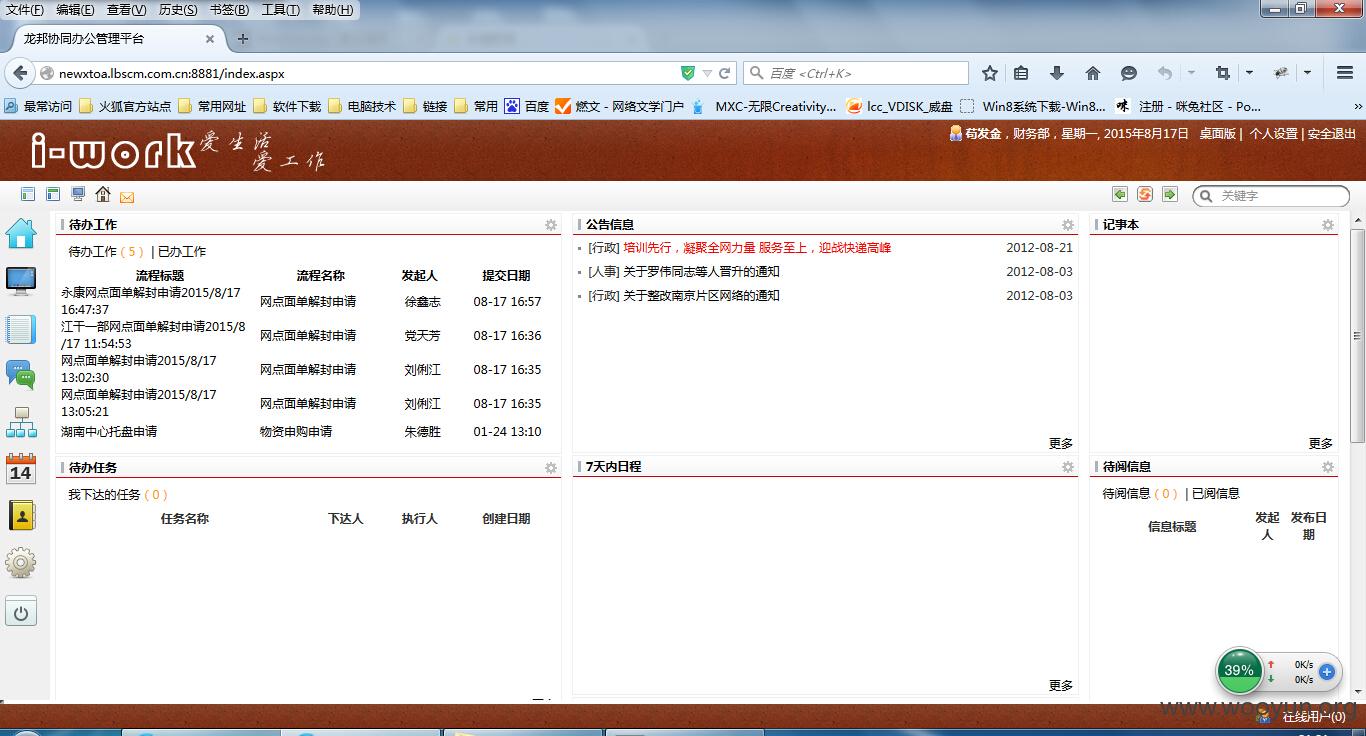 文件(F) 编辑(E) 查看(V) 历史(S) 书签(B) 工具(T) 帮助(H)
龙邦协同办公管理平台
newxtoa.lbscm.com.cn:8881/index.aspx
百度 <Ctrl+K>
最常访问 火狐官方站点 常用网址 软件下载 电脑技术 链接 常用 百度 燃文 - 网络文学门户 MXC-无限Creativity... lcc_VDISK_威盘 Win8系统下载-Win8... 注册 - 咪兔社区 - Po...
i-work 爱生活
爱工作
荀发金，财务部，星期一, 2015年8月17日 桌面版 | 个人设置 | 安全退出
关键字
待办工作
待办工作（5） | 已办工作
流程标题 流程名称 发起人 提交日期
永康网点面单解封申请2015/8/17
16:47:37
网点面单解封申请 徐鑫志 08-17 16:57
江干一部网点面单解封申请2015/8
/17 11:54:53
网点面单解封申请 党天芳 08-17 16:36
网点面单解封申请2015/8/17
13:02:30
网点面单解封申请 刘俐江 08-17 16:35
网点面单解封申请2015/8/17
13:05:21
网点面单解封申请 刘俐江 08-17 16:35
湖南中心托盘申请 物资申购申请 朱德胜 01-24 13:10
公告信息
[行政] 培训先行，凝聚全网力量 服务至上，迎战快递高峰 2012-08-21
[人事] 关于罗伟同志等人晋升的通知 2012-08-03
[行政] 关于整改南京片区网络的通知 2012-08-03
更多
记事本
更多
待办任务
我下达的任务（0）
任务名称 下达人 执行人 创建日期
7天内日程
更多
待阅信息
待阅信息（0） | 已阅信息
信息标题 发起
人 发布日
期
14
39%
0K/s
0K/s
www.wooyun.org
在线用户(0)